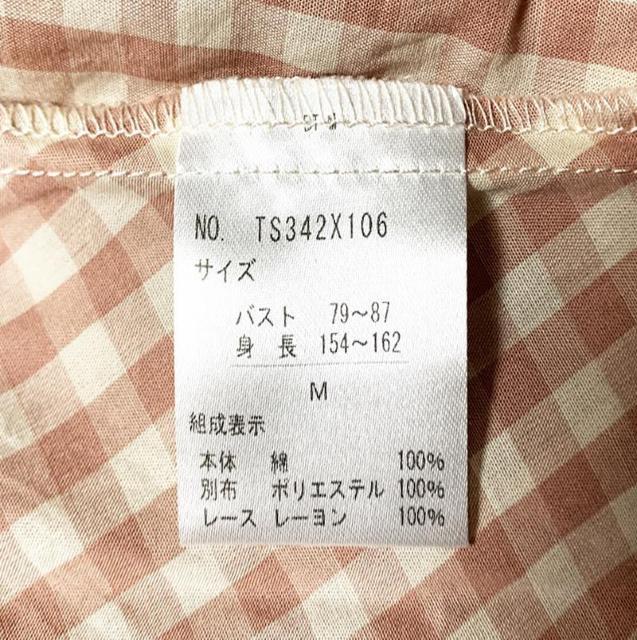 NO. TS342X106
サイズ
バスト 79～87
身長 154～162
M
組成表示
本体 綿 100%
別布 ポリエステル 100%
レース レーヨン 100%